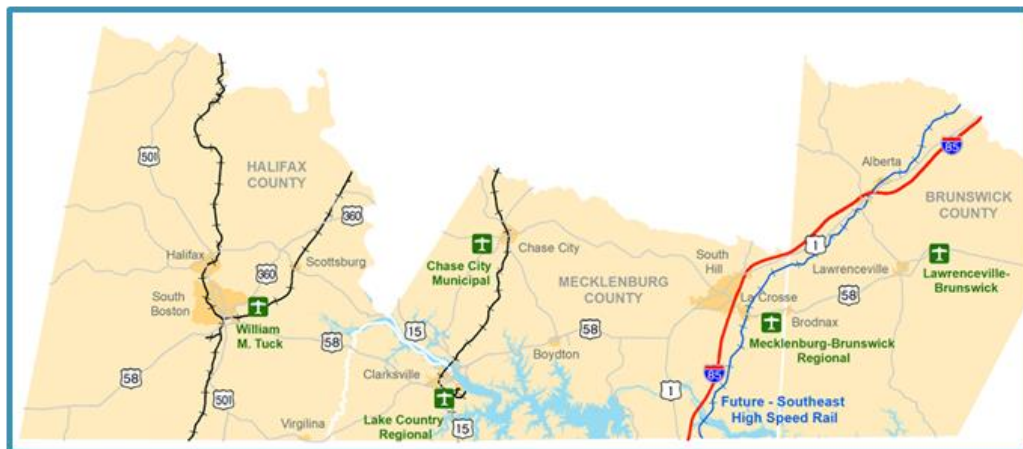 501
HALIFAX
COUNTY
360
Halifax
360
Scottsburg
South
Boston
William
M. Tuck
58
58
501
Virgilina
Chase City
Municipal
Chase City
MECKLENBURG
COUNTY
15
58
Boydton
Clarksville
Lake Country
Regional
15
South
Hill
La Crosse
1
85
Mecklenburg-Brunswick
Regional
Future - Southeast
High Speed Rail
85
Alberta
BRUNSWICK
COUNTY
1
Lawrenceville
Lawrenceville-
Brunswick
58
Brodnax